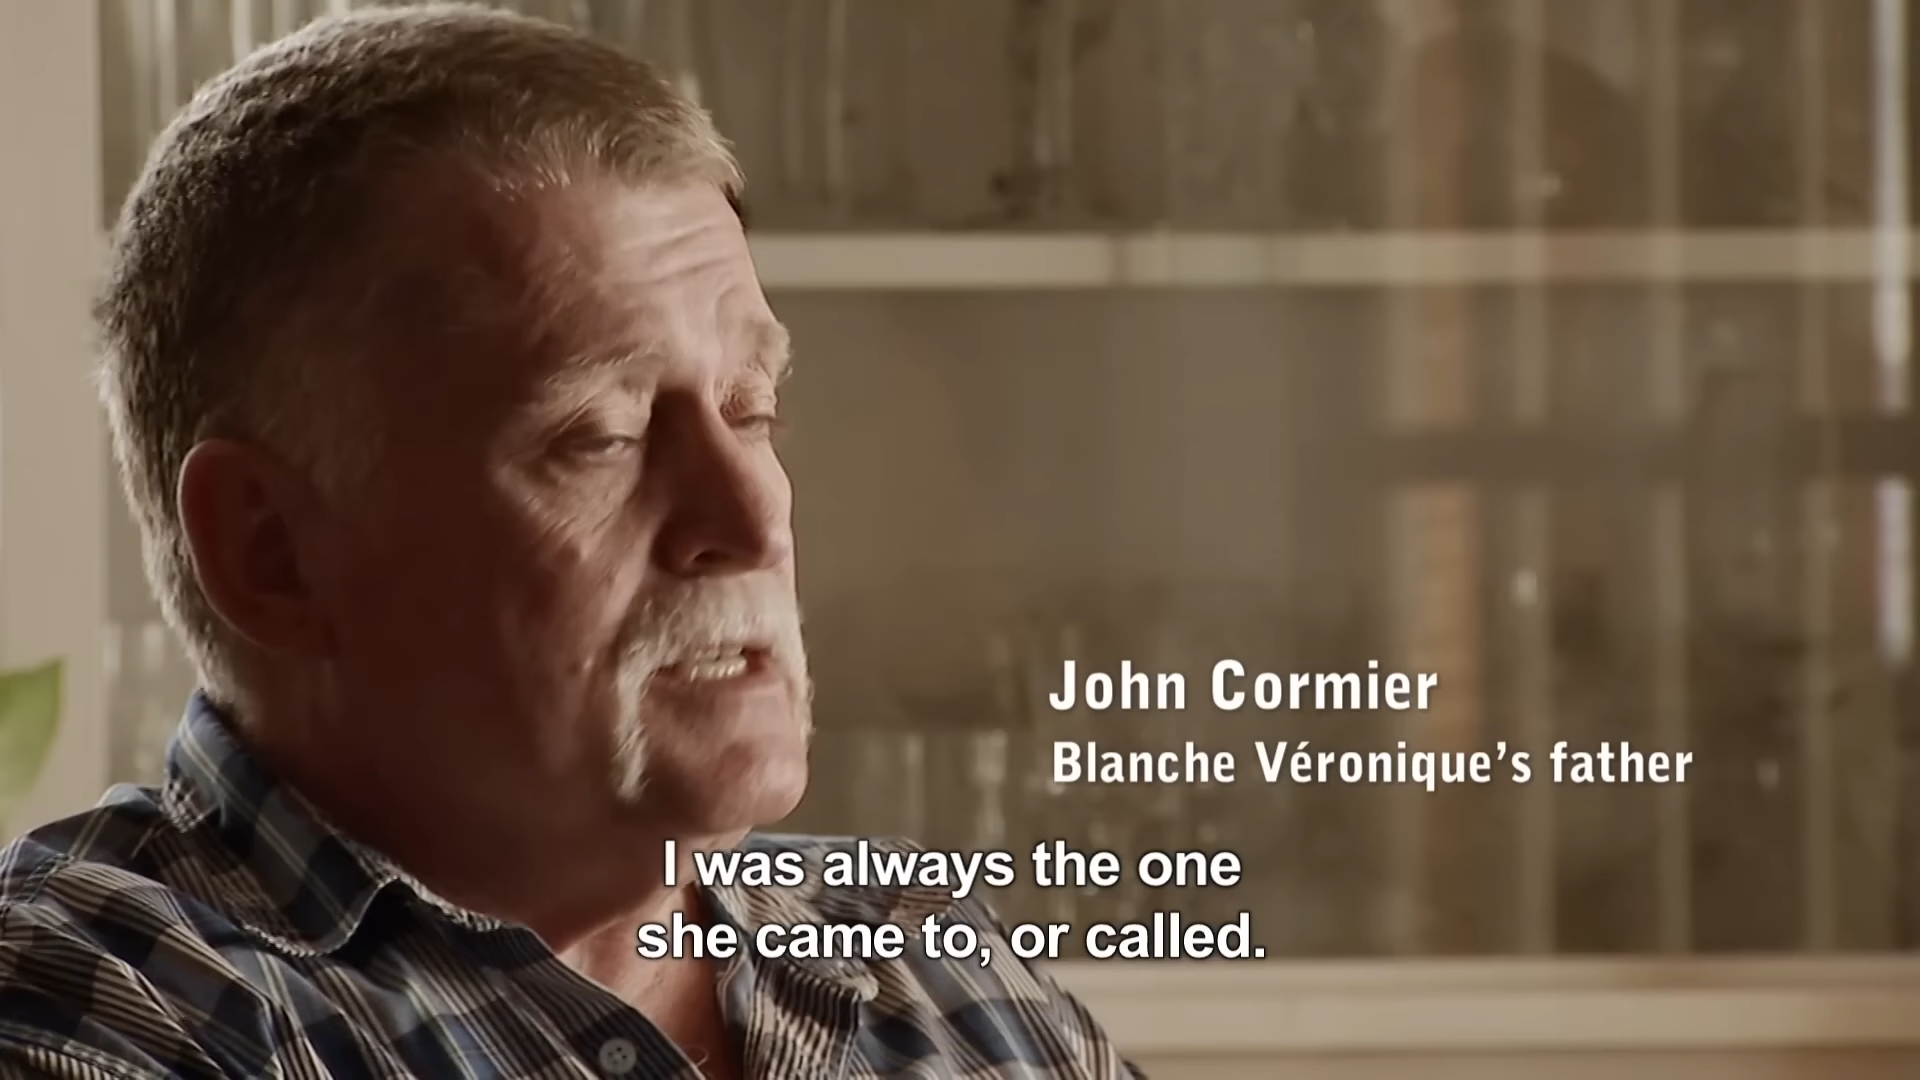 John Cormier
Blanche Véronique’s father
I was always the one
she came to, or called.